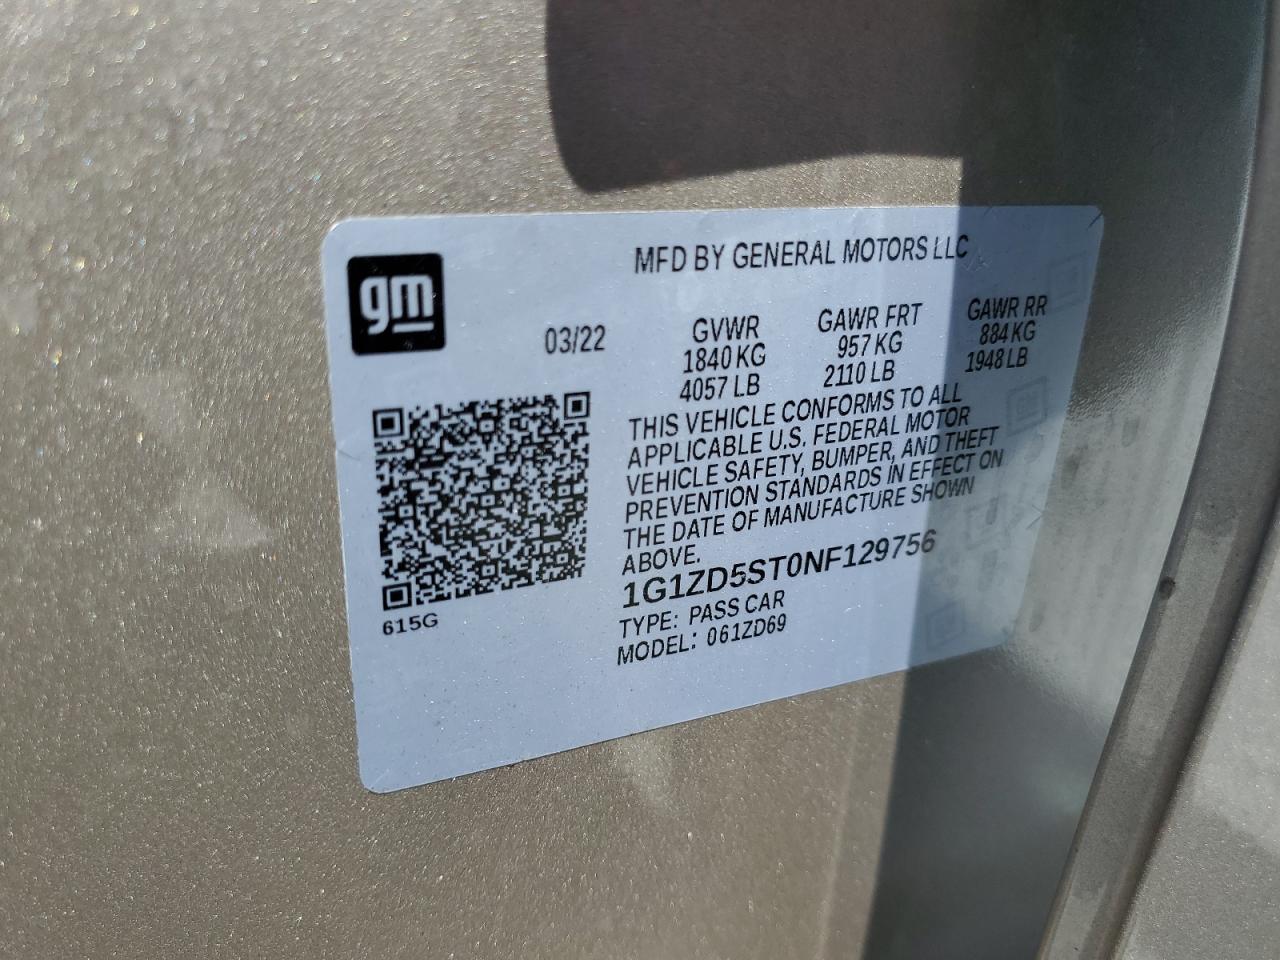 MFD BY GENERAL MOTORS LLC
gm
03/22
GVWR GAWR FRT GAWR RR
1840 KG 957 KG 884 KG
4057 LB 2110 LB 1948 LB
THIS VEHICLE CONFORMS TO ALL
APPLICABLE U.S. FEDERAL MOTOR
VEHICLE SAFETY, BUMPER, AND THEFT
PREVENTION STANDARDS IN EFFECT ON
THE DATE OF MANUFACTURE SHOWN
ABOVE.
1G1ZD5ST0NF129756
TYPE: PASS CAR
MODEL: 061ZD69
615G